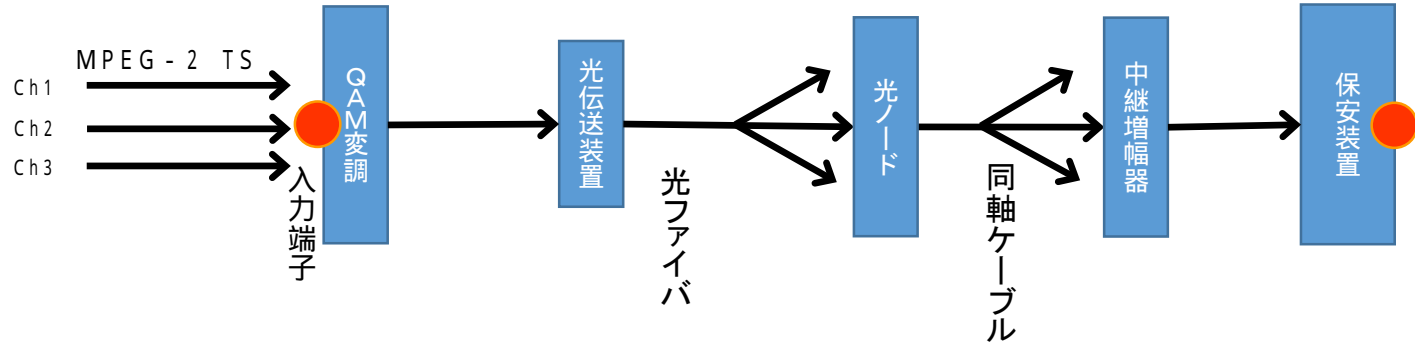 MPEG-2 TS
Ch1
Ch2
Ch3
入力端子
QAM変調
光伝送装置
光ファイバ
光ノード
同軸ケーブル
中継増幅器
保安装置